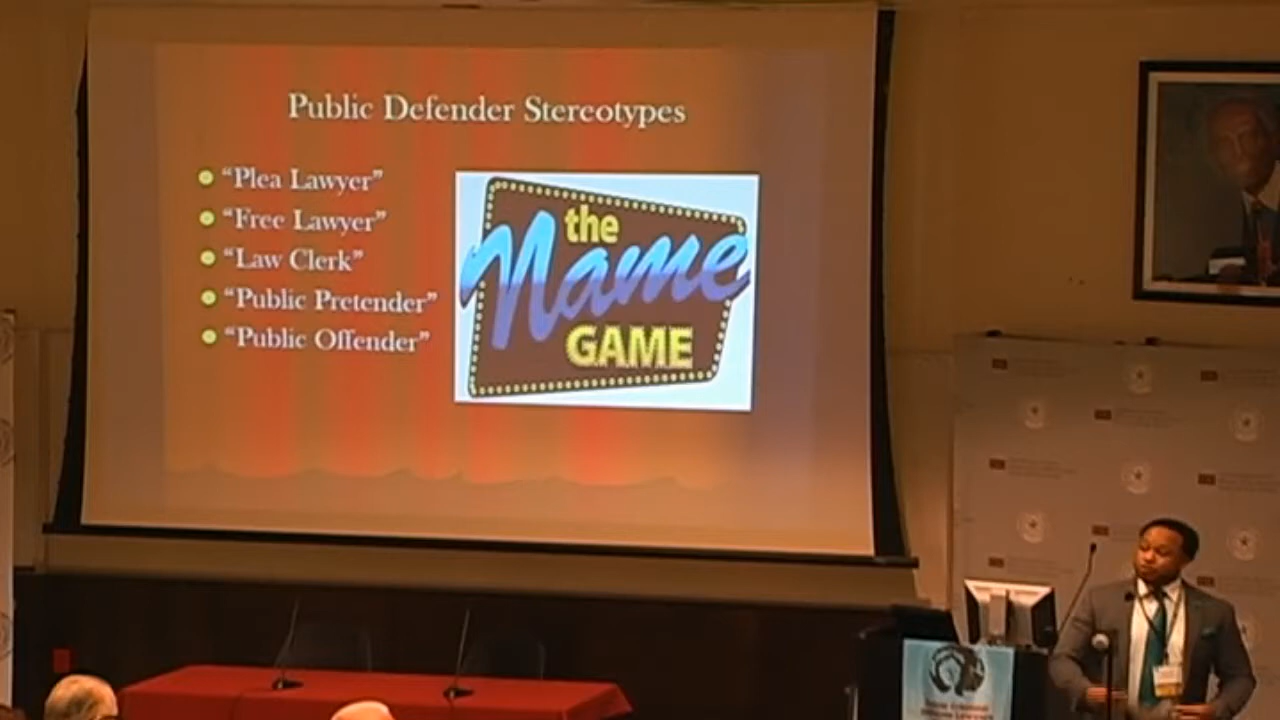 Public Defender Stereotypes
“Plea Lawyer”
“Free Lawyer”
“Law Clerk”
“Public Pretender”
“Public Offender”
the
Name
GAME